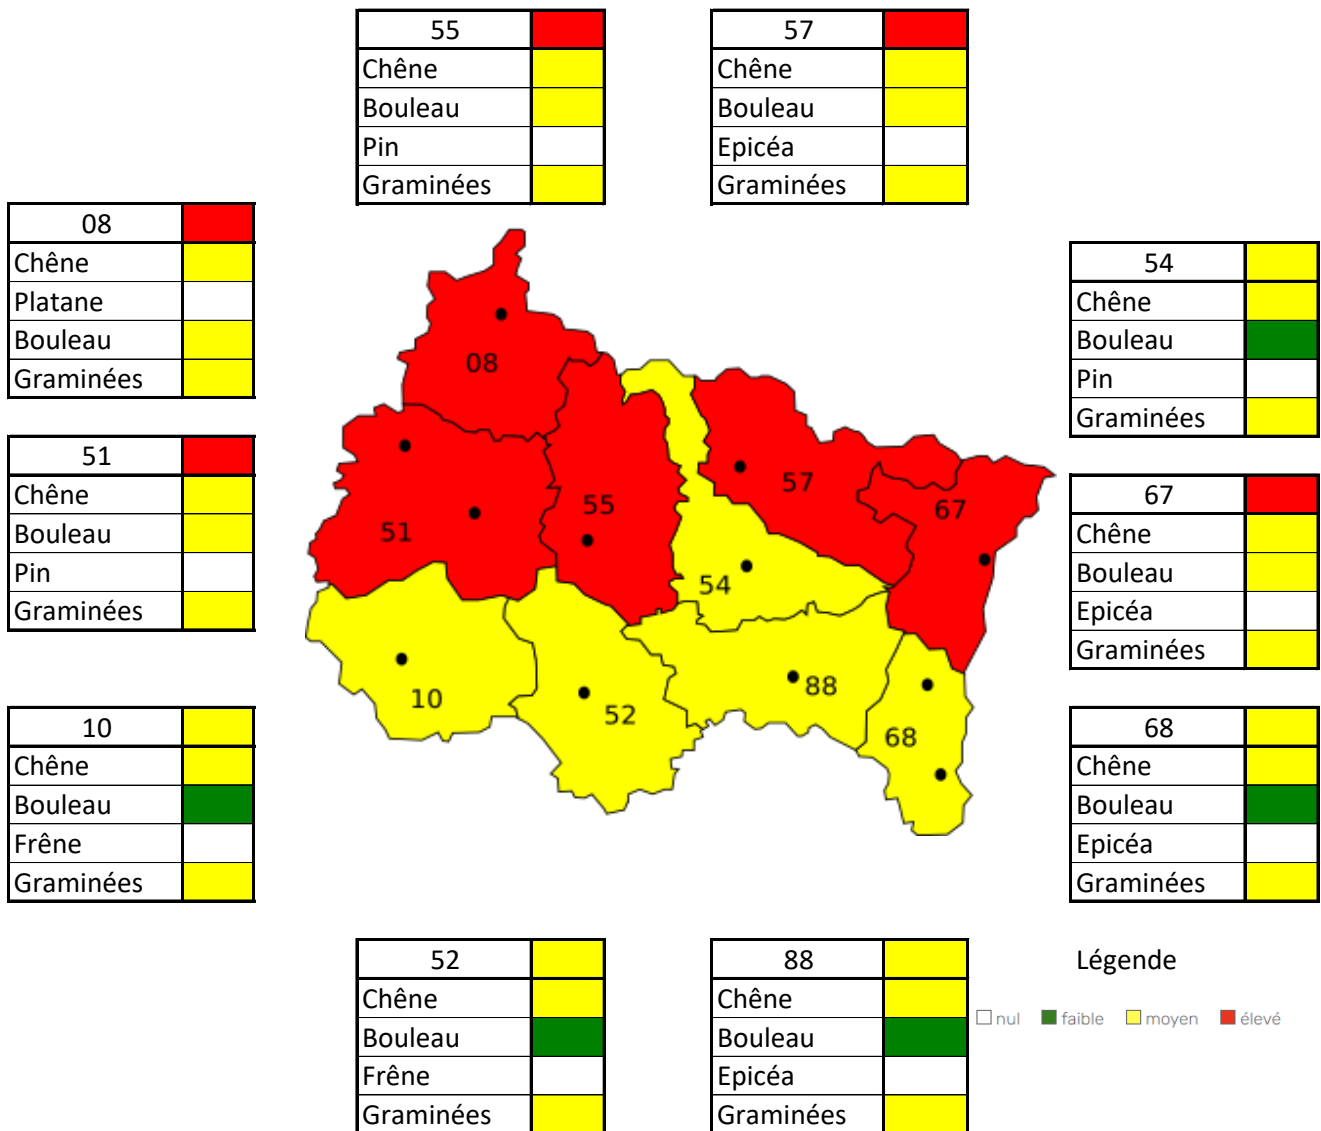 55
Chêne
Bouleau
Pin
Graminées
57
Chêne
Bouleau
Epicéa
Graminées
08
Chêne
Platane
Bouleau
Graminées
54
Chêne
Bouleau
Pin
Graminées
51
Chêne
Bouleau
Pin
Graminées
67
Chêne
Bouleau
Epicéa
Graminées
10
Chêne
Bouleau
Frêne
Graminées
68
Chêne
Bouleau
Epicéa
Graminées
08
57
55
67
51
54
88
10
52
68
52
Chêne
Bouleau
Frêne
Graminées
88
Chêne
Bouleau
Epicéa
Graminées
Légende
nul faible moyen élevé